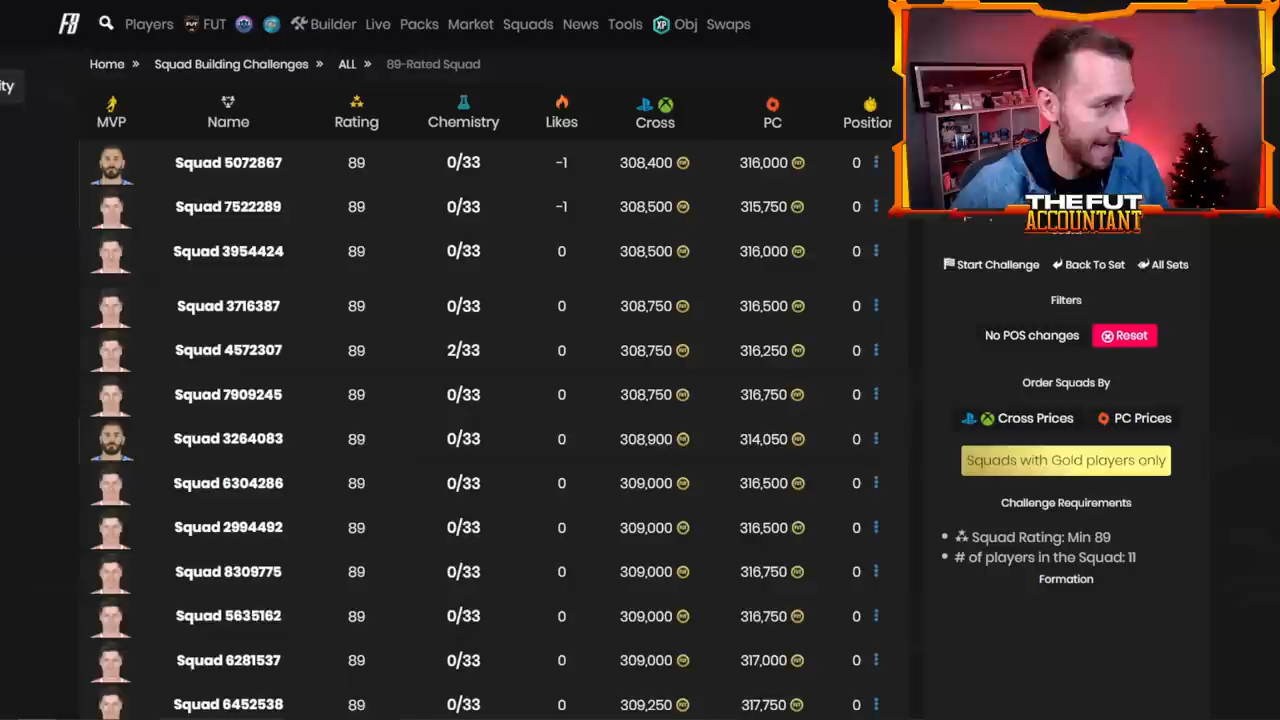 F8 Players FUT Builder Live Packs Market Squads News Tools XP Obj Swaps
ity
Home » Squad Building Challenges » ALL » 89-Rated Squad
MVP Name Rating Chemistry Likes Cross PC Position
Squad 5072867 89 0/33 -1 308,400 316,000 0
Squad 7522289 89 0/33 -1 308,500 315,750 0
Squad 3954424 89 0/33 0 308,500 316,000 0
Squad 3716387 89 0/33 0 308,750 316,500 0
Squad 4572307 89 2/33 0 308,750 316,250 0
Squad 7909245 89 0/33 0 308,750 316,750 0
Squad 3264083 89 0/33 0 308,900 314,050 0
Squad 6304286 89 0/33 0 309,000 316,500 0
Squad 2994492 89 0/33 0 309,000 316,500 0
Squad 8309775 89 0/33 0 309,000 316,750 0
Squad 5635162 89 0/33 0 309,000 316,750 0
Squad 6281537 89 0/33 0 309,000 317,000 0
Squad 6452538 89 0/33 0 309,250 317,750 0
THE FUT
ACCOUNTANT
Start Challenge Back To Set All Sets
Filters
No POS changes Reset
Order Squads By
Cross Prices PC Prices
Squads with Gold players only
Challenge Requirements
Squad Rating: Min 89
# of players in the Squad: 11
Formation